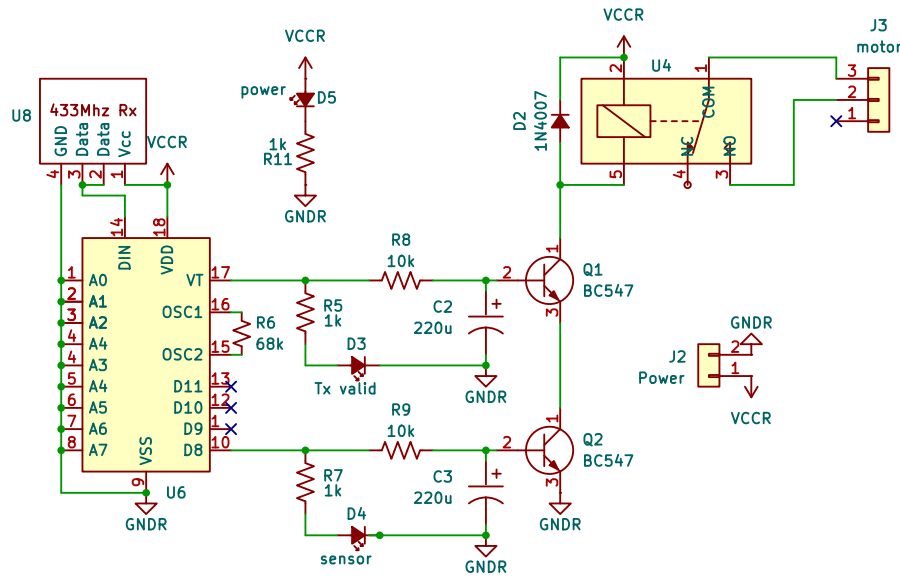 VCCR
J3
motor
U4
2
1
3
2
1
COM
D2
1N4007
NC
NO
5
4
3
power
D5
1k
R11
GNDR
U8
433Mhz Rx
GND
Data
Data
Vcc
4
3
2
1
VCCR
14
18
DIN
VDD
1
A0
2
A1
3
A2
4
A4
4
A3
5
A4
6
A5
7
A6
8
A7
VT
17
OSC1
16
OSC2
15
D11
13
D10
12
D9
1
D8
10
VSS
9
U6
GNDR
R6
68k
R8
10k
R5
1k
D3
Tx valid
C2
220u
+
GNDR
2
1
3
Q1
BC547
R9
10k
R7
1k
D4
sensor
C3
220u
+
GNDR
2
1
3
Q2
BC547
GNDR
GNDR
J2
Power
2
1
VCCR
VCCR